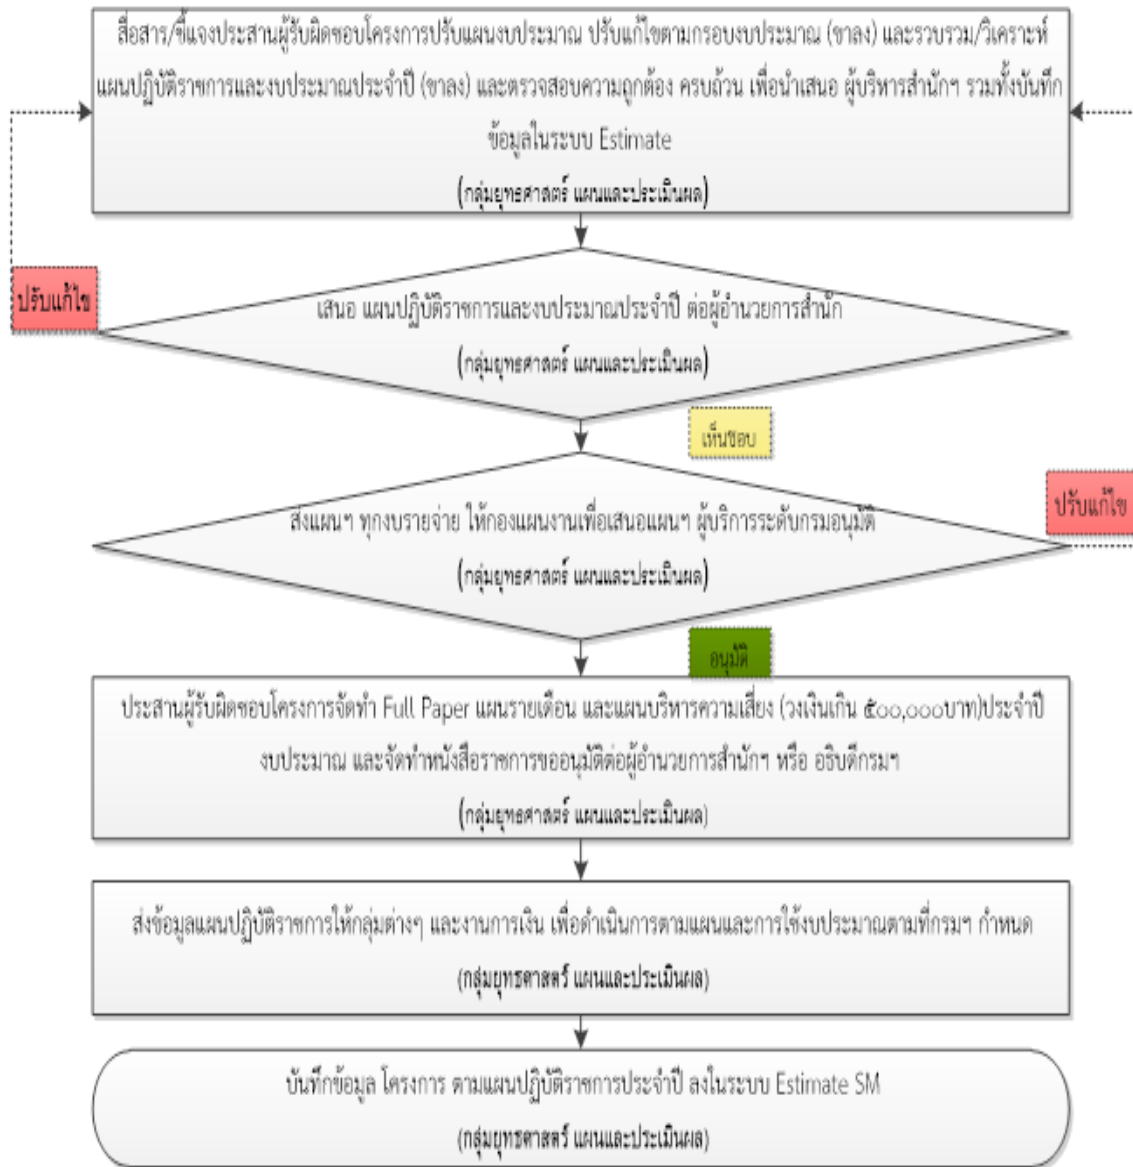 สื่อสาร/ชี้แจงประสานผู้รับผิดชอบโครงการปรับแผนงบประมาณ ปรับแก้ไขตามกรอบงบประมาณ (ขาลง) และรวบรวม/วิเคราะห์
แผนปฏิบัติราชการและงบประมาณประจำปี (ขาลง) และตรวจสอบความถูกต้อง ครบถ้วน เพื่อนำเสนอ ผู้บริหารสำนักฯ รวมทั้งบันทึก
ข้อมูลในระบบ Estimate
(กลุ่มยุทธศาสตร์ แผนและประเมินผล)
ปรับแก้ไข
เสนอ แผนปฏิบัติราชการและงบประมาณประจำปี ต่อผู้อำนวยการสำนัก
(กลุ่มยุทธศาสตร์ แผนและประเมินผล)
เห็นชอบ
ส่งแผนฯ ทุกงบรายจ่าย ให้กองแผนงานเพื่อเสนอแผนฯ ผู้บริการระดับกรมอนุมัติ
(กลุ่มยุทธศาสตร์ แผนและประเมินผล)
ปรับแก้ไข
อนุมัติ
ประสานผู้รับผิดชอบโครงการจัดทำ Full Paper แผนรายเดือน และแผนบริหารความเสี่ยง (วงเงินเกิน ๕๐๐,๐๐๐บาท)ประจำปี
งบประมาณ และจัดทำหนังสือราชการขออนุมัติต่อผู้อำนวยการสำนักฯ หรือ อธิบดีกรมฯ
(กลุ่มยุทธศาสตร์ แผนและประเมินผล)
ส่งข้อมูลแผนปฏิบัติราชการให้กลุ่มต่างๆ และงานการเงิน เพื่อดำเนินการตามแผนและการใช้งบประมาณตามที่กรมฯ กำหนด
(กลุ่มยุทธศาสตร์ แผนและประเมินผล)
บันทึกข้อมูล โครงการ ตามแผนปฏิบัติราชการประจำปี ลงในระบบ Estimate SM
(กลุ่มยุทธศาสตร์ แผนและประเมินผล)